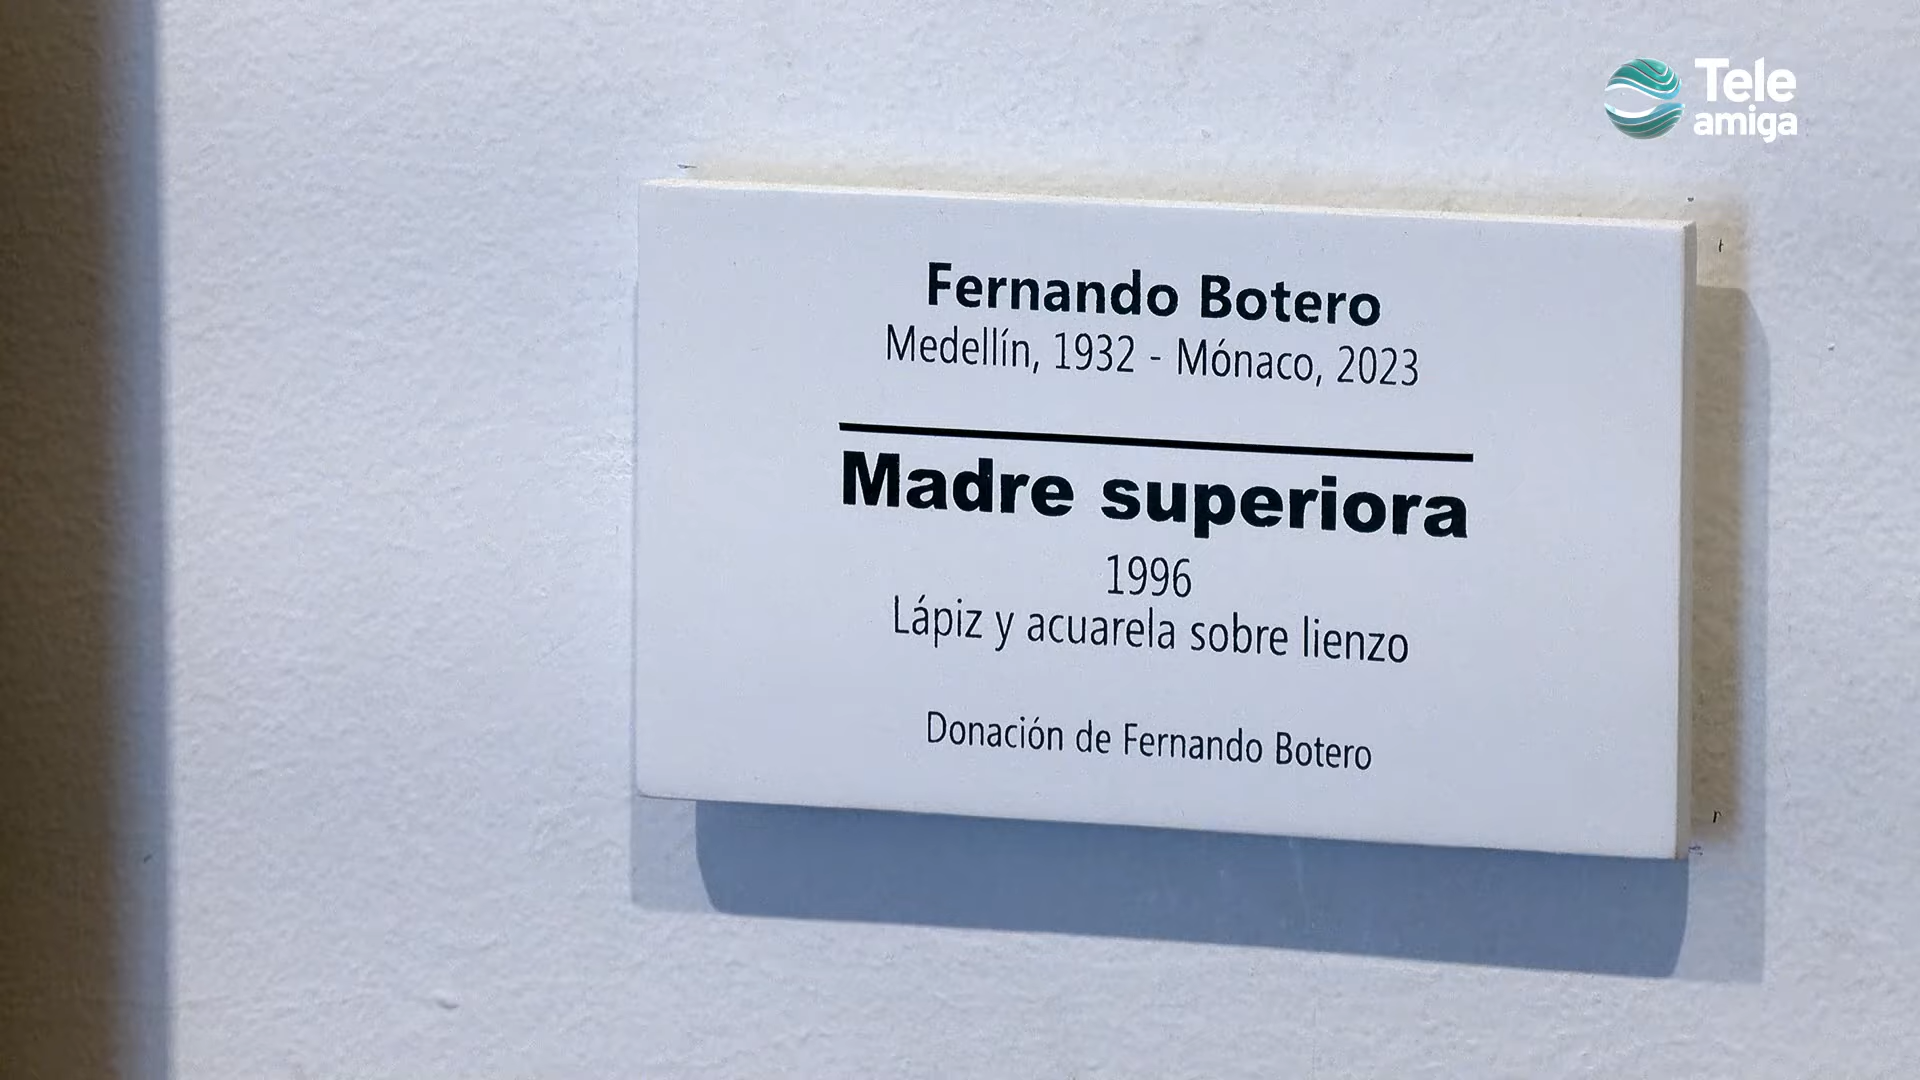 Tele
amiga
Fernando Botero
Medellín, 1932 - Mónaco, 2023
Madre superiora
1996
Lápiz y acuarela sobre lienzo
Donación de Fernando Botero